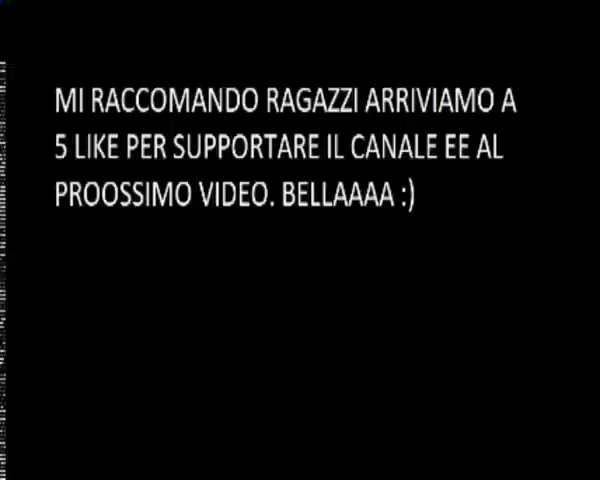 MI RACCOMANDO RAGAZZI ARRIVIAMO A
5 LIKE PER SUPPORTARE IL CANALE EE AL
PROOSSIMO VIDEO. BELLAAAA :)